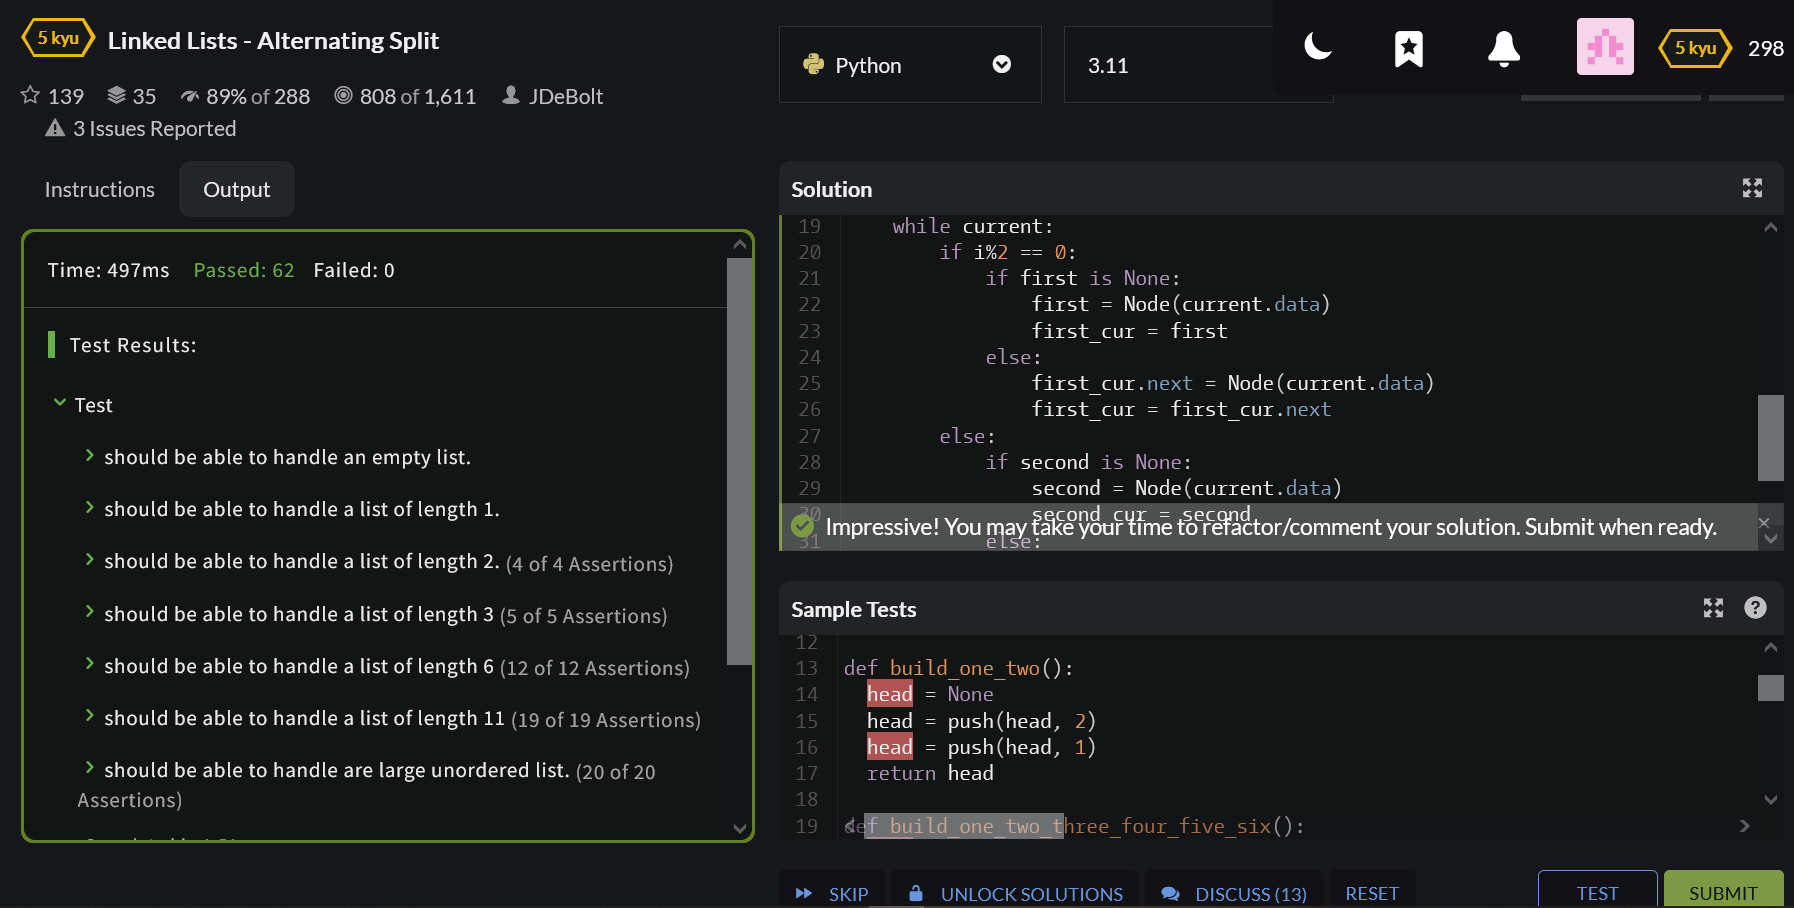 5 kyu Linked Lists - Alternating Split
139 35 89% of 288 808 of 1,611 JDeBolt
3 Issues Reported
Python
3.11
5 kyu 298
Instructions Output
Time: 497ms Passed: 62 Failed: 0
Test Results:
Test
should be able to handle an empty list.
should be able to handle a list of length 1.
should be able to handle a list of length 2. (4 of 4 Assertions)
should be able to handle a list of length 3 (5 of 5 Assertions)
should be able to handle a list of length 6 (12 of 12 Assertions)
should be able to handle a list of length 11 (19 of 19 Assertions)
should be able to handle are large unordered list. (20 of 20
Assertions)
Solution
19 while current:
20 if i%2 == 0:
21 if first is None:
22 first = Node(current.data)
23 first_cur = first
24 else:
25 first_cur.next = Node(current.data)
26 first_cur = first_cur.next
27 else:
28 if second is None:
29 second = Node(current.data)
30 second_cur = second
Impressive! You may take your time to refactor/comment your solution. Submit when ready.
31 else:
Sample Tests
12
13 def build_one_two():
14 head = None
15 head = push(head, 2)
16 head = push(head, 1)
17 return head
18
19 def build_one_two_three_four_five_six():
SKIP UNLOCK SOLUTIONS DISCUSS (13) RESET TEST SUBMIT